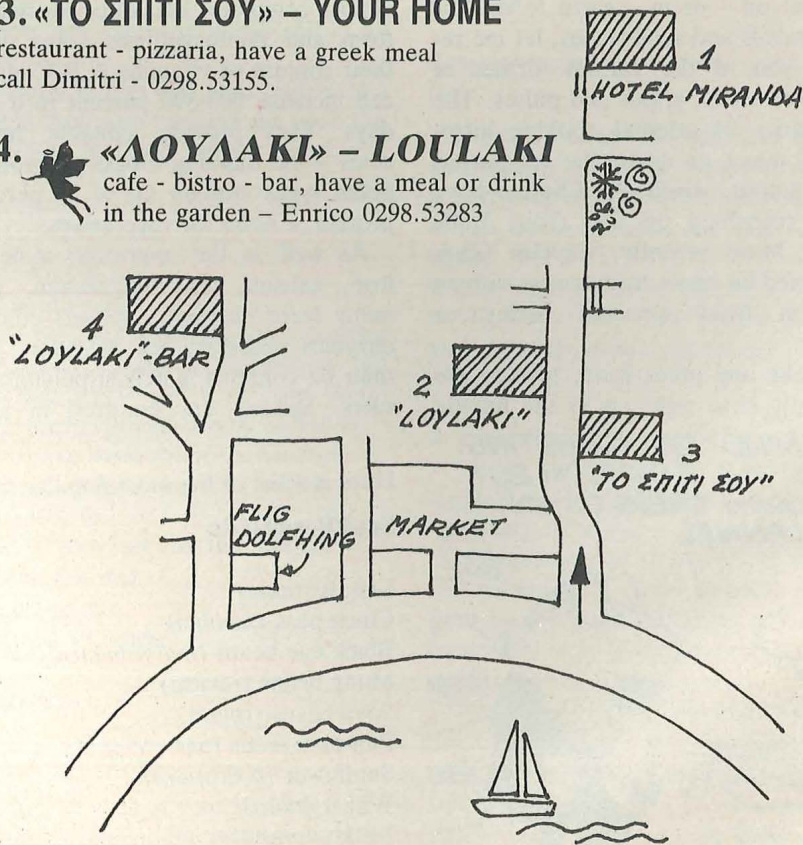 3. «ΤΟ ΣΠΙΤΙ ΣΟΥ» – YOUR HOME
restaurant - pizzaria, have a greek meal
call Dimitri - 0298.53155.
4. «ΛΟΥΛΑΚΙ» – LOULAKI
cafe - bistro - bar, have a meal or drink
in the garden – Enrico 0298.53283
1
HOTEL MIRANDA
4
"LOYLAKI"-BAR
2
"LOYLAKI"
3
"ΤΟ ΣΠΙΤΙ ΣΟΥ"
FLIG
DOLFHING
MARKET